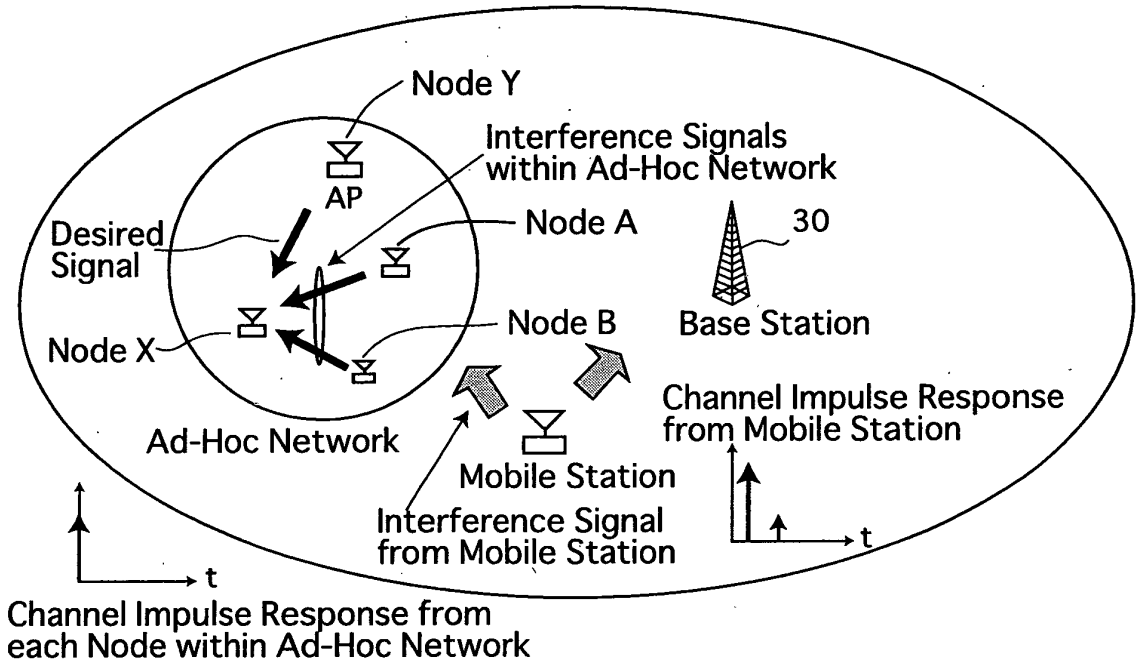 Node Y
Interference Signals
within Ad-Hoc Network
AP
Node A
30
Desired
Signal
Node B
Base Station
Node X
Channel Impulse Response
from Mobile Station
Ad-Hoc Network
Mobile Station
Interference Signal
from Mobile Station
t
t
Channel Impulse Response from
each Node within Ad-Hoc Network